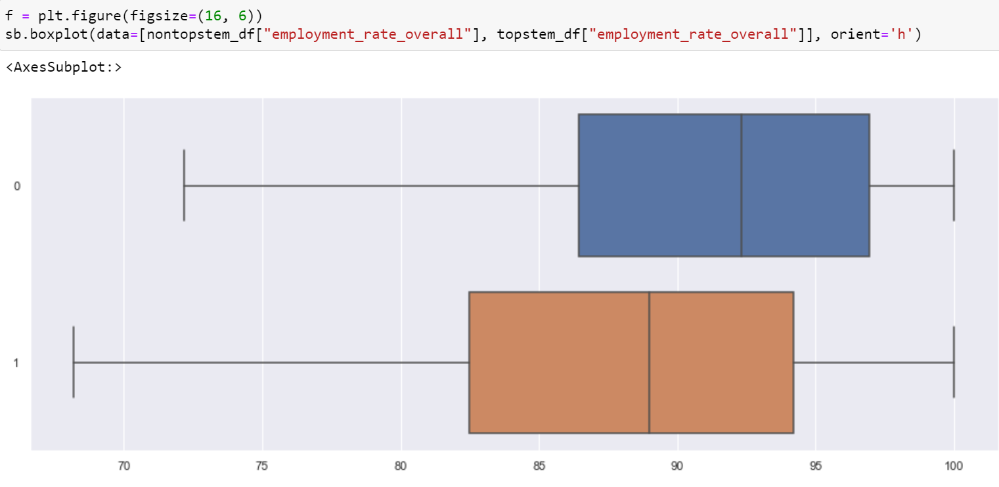 f = plt.figure(figsize=(16, 6))
sb.boxplot(data=[nontopstem_df["employment_rate_overall"], topstem_df["employment_rate_overall"]], orient='h')
<AxesSubplot:>
0
1
70 75 80 85 90 95 100